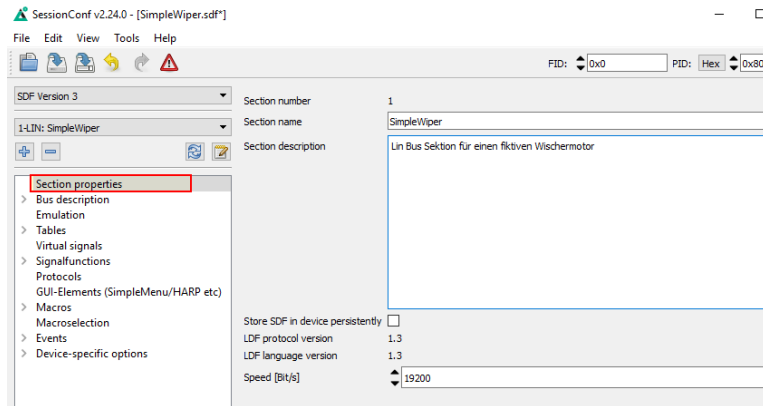 SessionConf v2.24.0 - [SimpleWiper.sdf*]
File Edit View Tools Help
FID: 0x0 PID: Hex 0x80
SDF Version 3
1-LIN: SimpleWiper
Section properties
Bus description
Emulation
Tables
Virtual signals
Signalfunctions
Protocols
GUI-Elements (SimpleMenu/HARP etc)
Macros
Macroselection
Events
Device-specific options
Section number 1
Section name SimpleWiper
Section description Lin Bus Sektion für einen fiktiven Wischermotor
Store SDF in device persistently
LDF protocol version 1.3
LDF language version 1.3
Speed [Bit/s] 19200